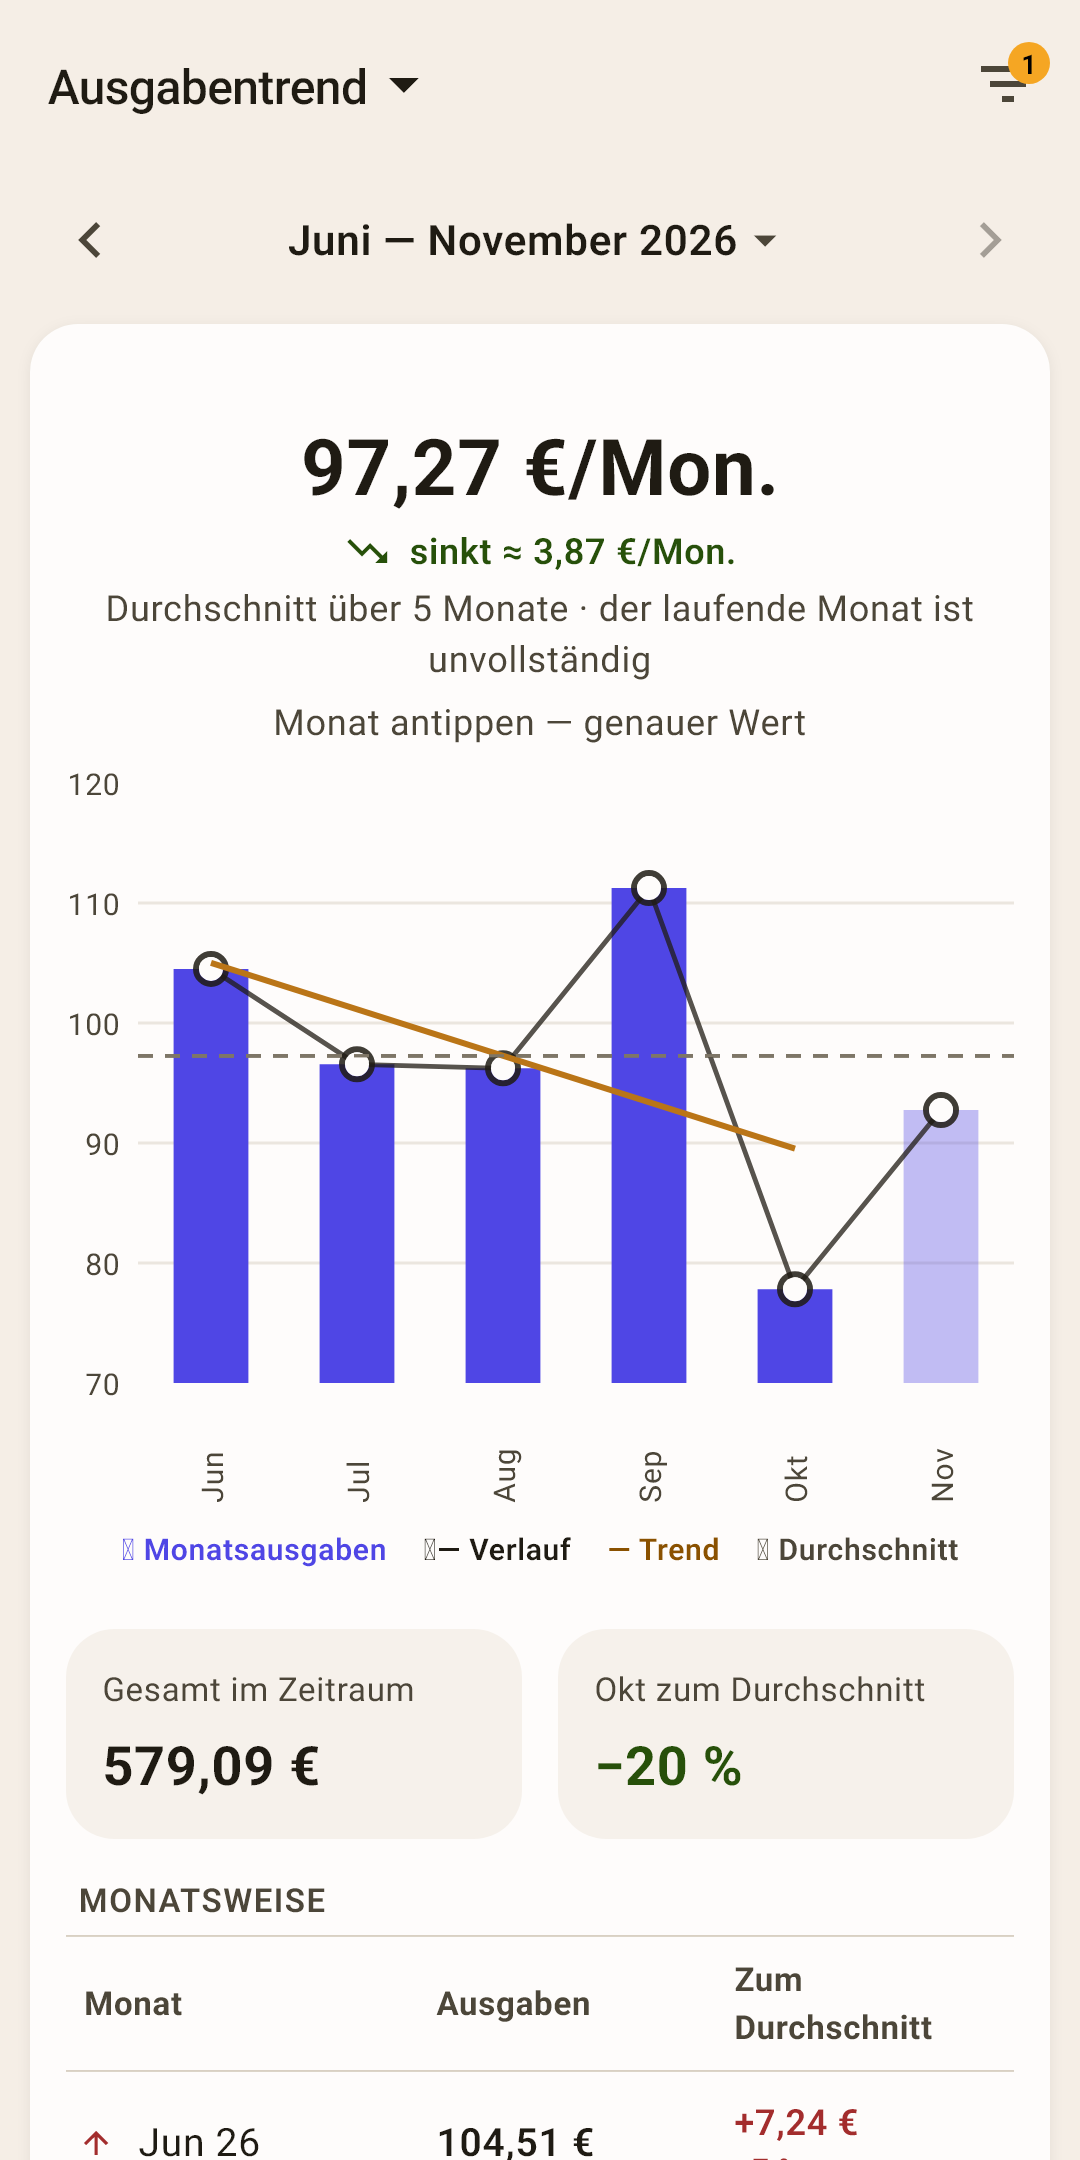 Ausgabentrend
1
Juni — November 2026
97,27 €/Mon.
sinkt ≈ 3,87 €/Mon.
Durchschnitt über 5 Monate · der laufende Monat ist
unvollständig
Monat antippen — genauer Wert
120
110
100
90
80
70
Jun
Jul
Aug
Sep
Okt
Nov
Monatsausgaben
— Verlauf
— Trend
Durchschnitt
Gesamt im Zeitraum
579,09 €
Okt zum Durchschnitt
−20 %
MONATSWEISE
Monat
Ausgaben
Zum
Durchschnitt
↑ Jun 26
104,51 €
+7,24 €